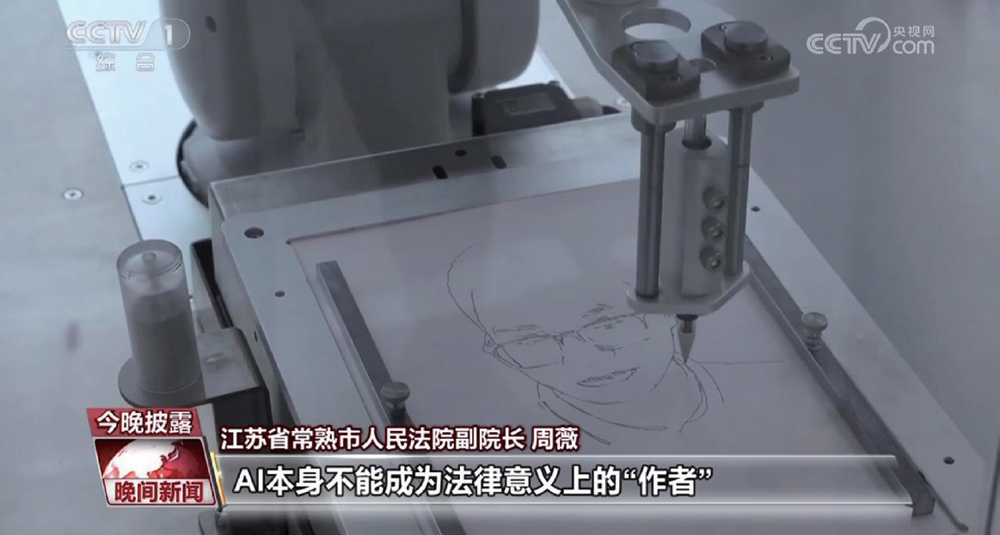 CCTV 1
综合
央视网
CCTV com
今晚披露
晚间新闻
江苏省常熟市人民法院副院长 周薇
AI本身不能成为法律意义上的“作者”